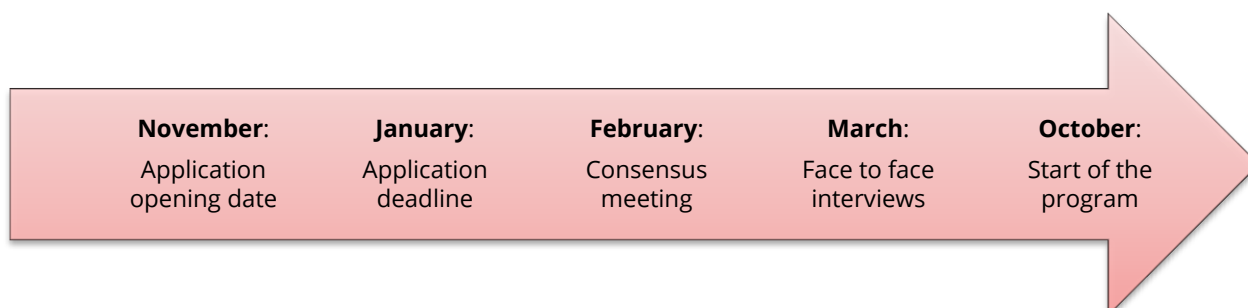 November:
Application
opening date
January:
Application
deadline
February:
Consensus
meeting
March:
Face to face
interviews
October:
Start of the
program